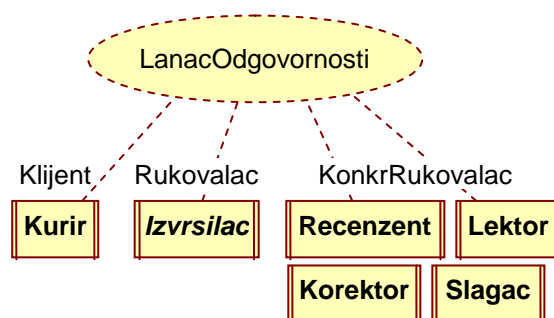 LanacOdgovornosti
Klijent Rukovalac KonkrRukovalac
Kurir Izvrsilac Recenzent Lektor
Korektor Slagac